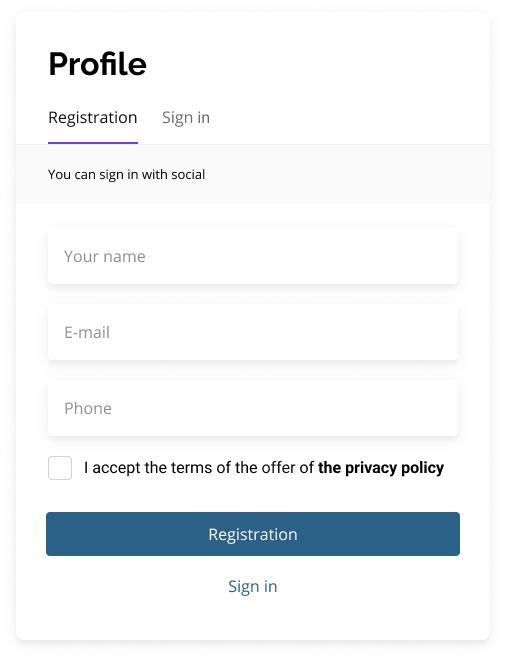 Profile
Registration Sign in
You can sign in with social
Your name
E-mail
Phone
I accept the terms of the offer of the privacy policy
Registration
Sign in